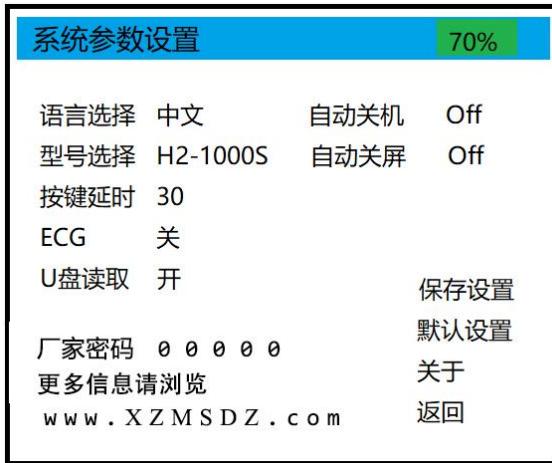 系统参数设置 70%
语言选择 中文 自动关机 Off
型号选择 H2-1000S 自动关屏 Off
按键延时 30
ECG 关
U盘读取 开
保存设置
默认设置
厂家密码 0 0 0 0 0
更多信息请浏览
关于
www.XZMSDZ.com
返回